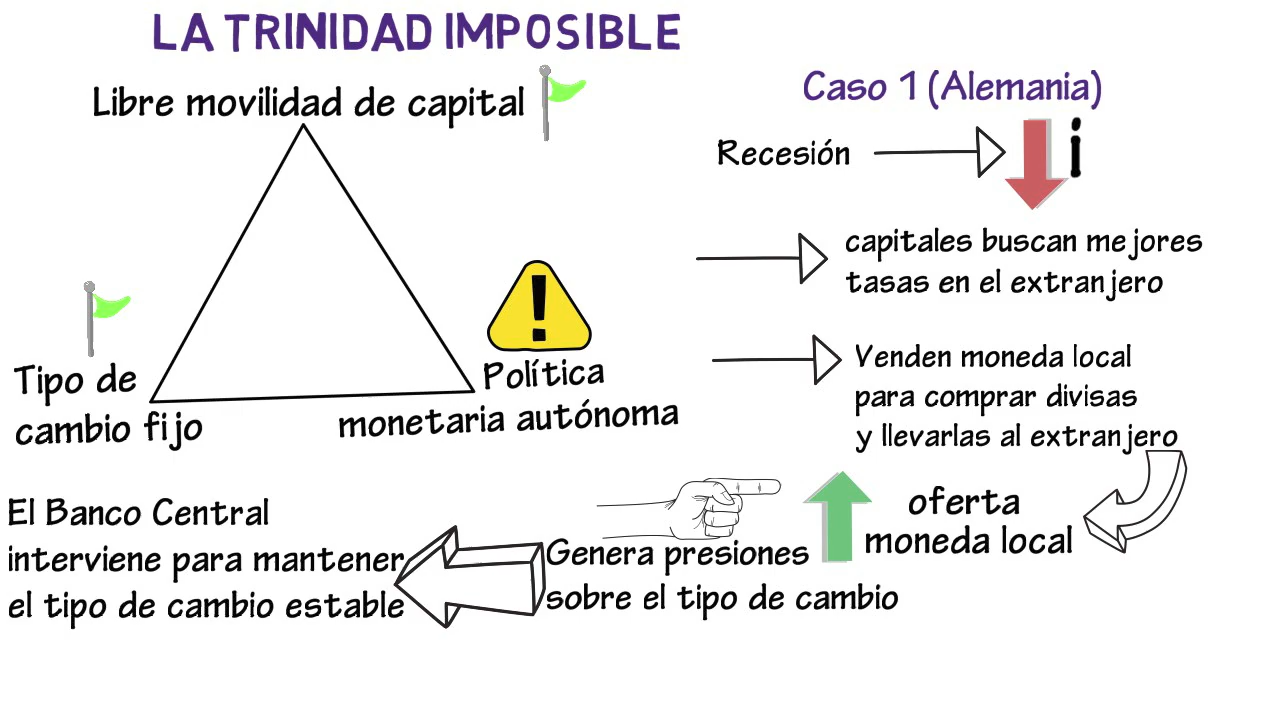 LA TRINIDAD IMPOSIBLE
Libre movilidad de capital
Tipo de
cambio fijo
!
Política
monetaria autónoma
Caso 1 (Alemania)
Recesión
i
capitales buscan mejores
tasas en el extranjero
Venden moneda local
para comprar divisas
y llevarlas al extranjero
oferta
moneda local
Genera presiones
sobre el tipo de cambio
El Banco Central
interviene para mantener
el tipo de cambio estable